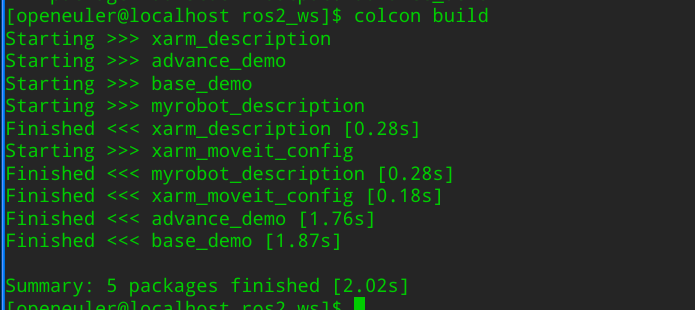 [openeuler@localhost ros2_ws]$ colcon build
Starting >>> xarm_description
Starting >>> advance_demo
Starting >>> base_demo
Starting >>> myrobot_description
Finished <<< xarm_description [0.28s]
Starting >>> xarm_moveit_config
Finished <<< myrobot_description [0.28s]
Finished <<< xarm_moveit_config [0.18s]
Finished <<< advance_demo [1.76s]
Finished <<< base_demo [1.87s]
Summary: 5 packages finished [2.02s]
[openeuler@localhost ros2_ws]$